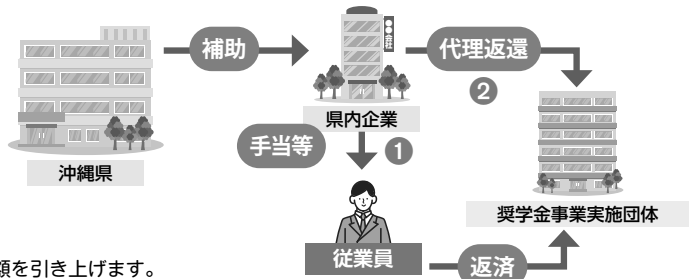 補助
●●会社
代理返還
❷
県内企業
手当等
❶
沖縄県
奨学金事業実施団体
従業員
額を引き上げます。
返済